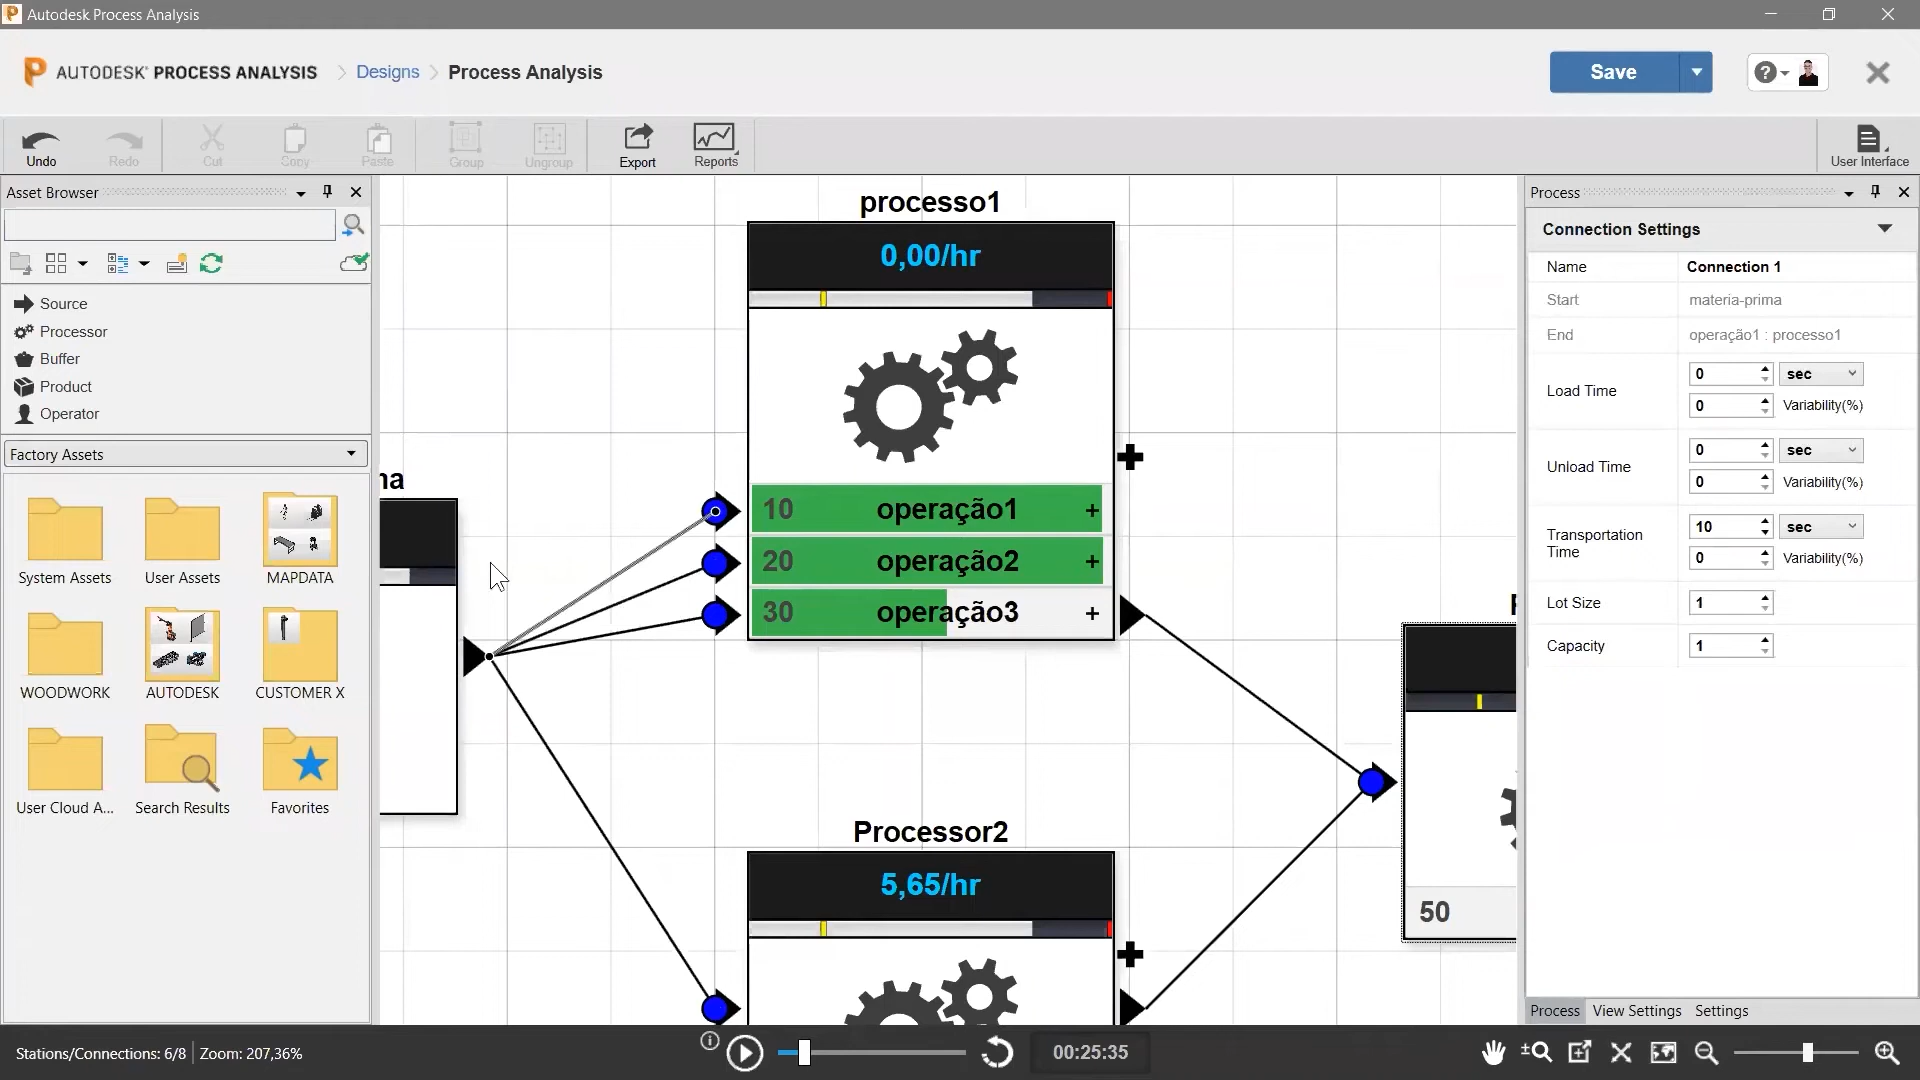 Autodesk Process Analysis
AUTODESK® PROCESS ANALYSIS
Designs
Process Analysis
Save
Undo
Redo
Cut
Copy
Paste
Group
Ungroup
Export
Reports
User Interface
Asset Browser
Source
Processor
Buffer
Product
Operator
Factory Assets
System Assets
User Assets
MAPDATA
WOODWORK
AUTODESK
CUSTOMER X
User Cloud A...
Search Results
Favorites
na
processo1
0,00/hr
10 operação1 +
20 operação2 +
30 operação3 +
Processor2
5,65/hr
50
Process
Connection Settings
Name Connection 1
Start materia-prima
End operação1 : processo1
Load Time 0 sec
0 Variability(%)
Unload Time 0 sec
0 Variability(%)
Transportation Time 10 sec
0 Variability(%)
Lot Size 1
Capacity 1
Process View Settings Settings
Stations/Connections: 6/8 Zoom: 207,36%
00:25:35